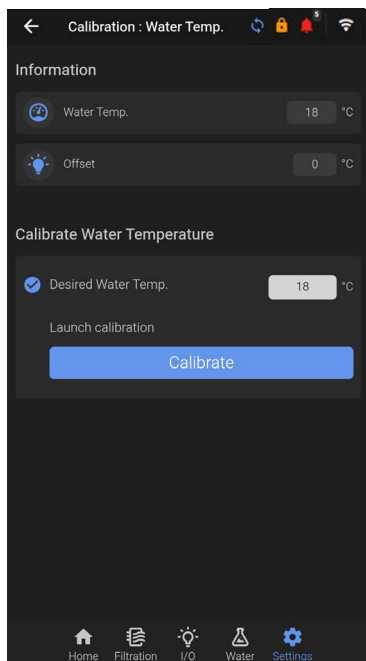 Calibration : Water Temp.
5
Information
Water Temp. 18 °C
Offset 0 °C
Calibrate Water Temperature
Desired Water Temp. 18 °C
Launch calibration
Calibrate
Home Filtration I/O Water Settings